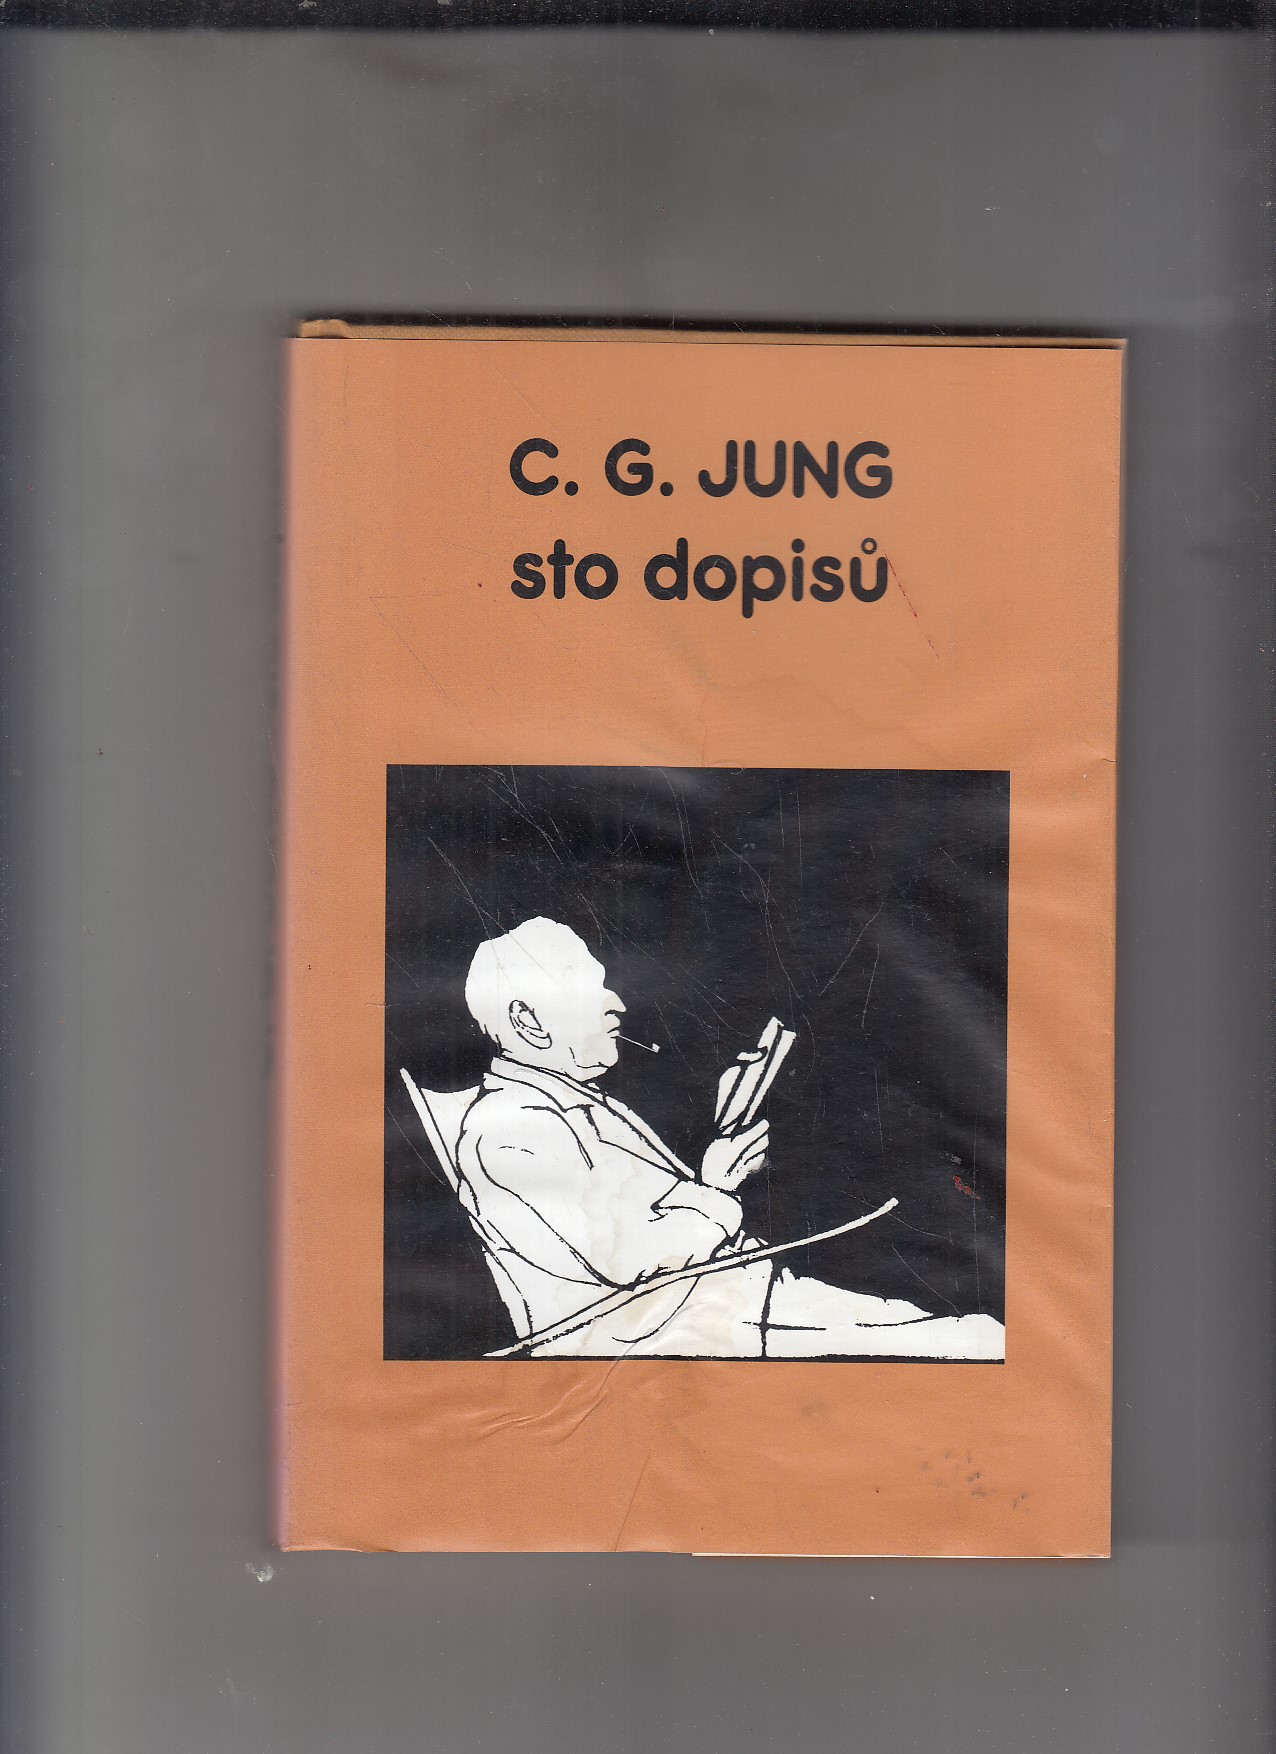 C. G. JUNG
sto dopisů